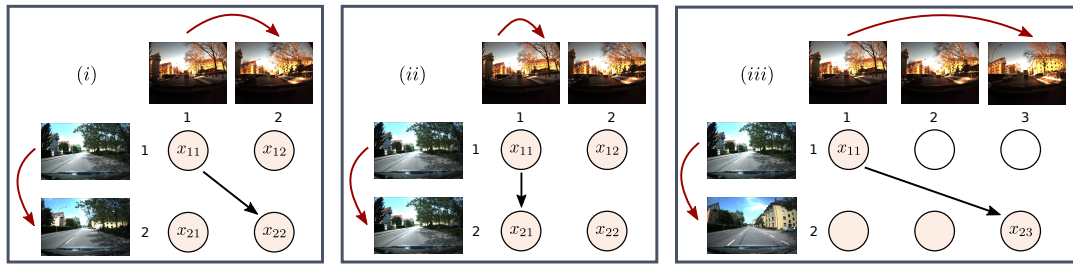 (i)
1 2
1 x11 x12
2 x21 x22
(ii)
1 2
1 x11 x12
2 x21 x22
(iii)
1 2 3
1 x11
2 x23